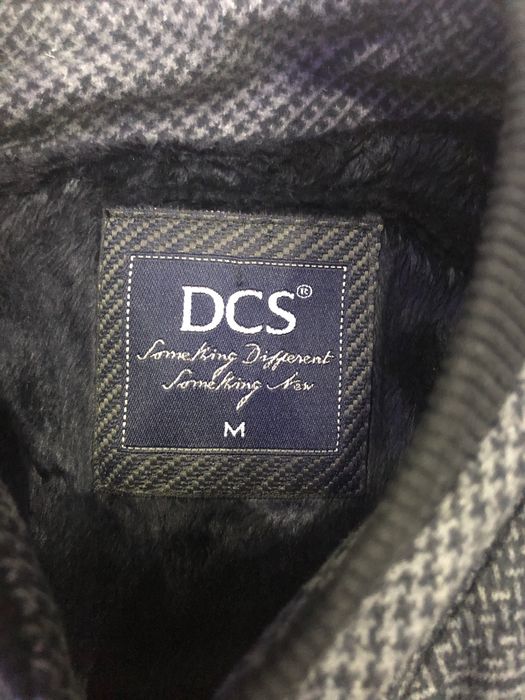 DCS®
Something Different
Something New
M